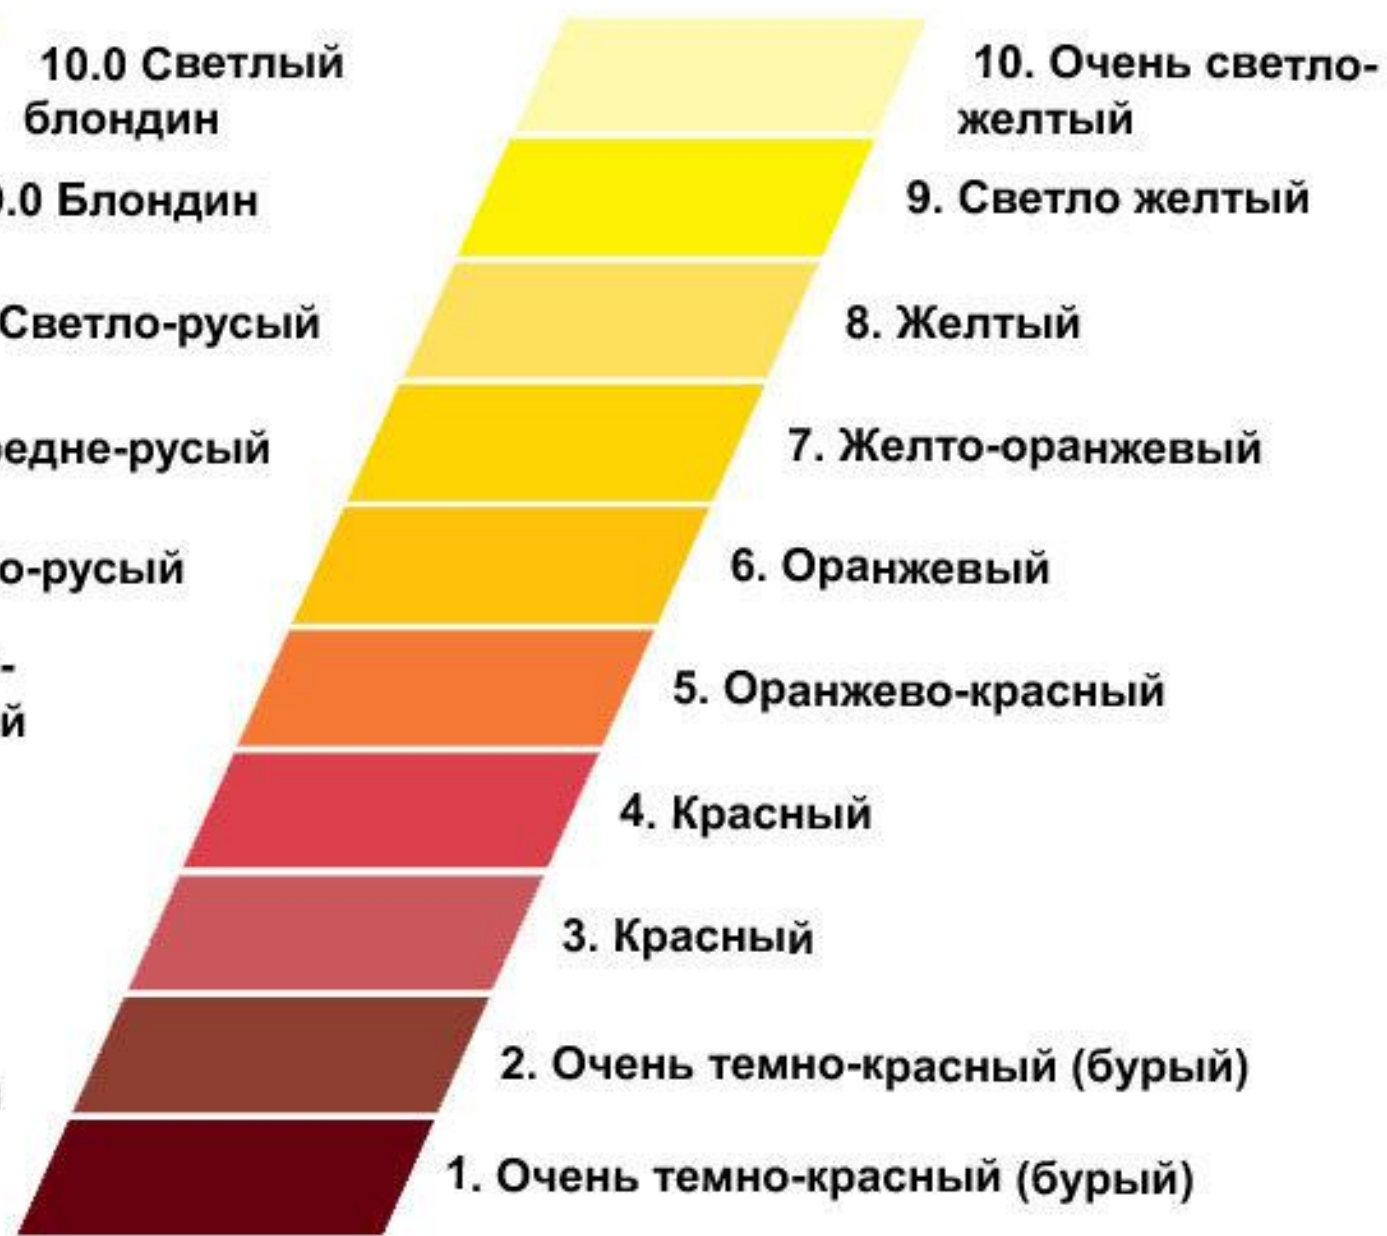 10.0 Светлый
блондин
10. Очень светло-
желтый
.0 Блондин
9. Светло желтый
Светло-русый
8. Желтый
едне-русый
7. Желто-оранжевый
о-русый
6. Оранжевый
-
й
5. Оранжево-красный
4. Красный
3. Красный
2. Очень темно-красный (бурый)
1. Очень темно-красный (бурый)